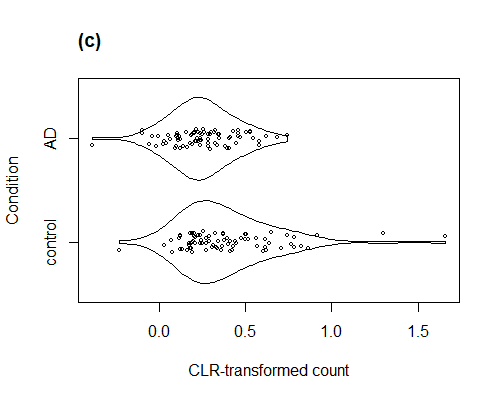 (c)
AD
control
Condition
0.0 0.5 1.0 1.5
CLR-transformed count